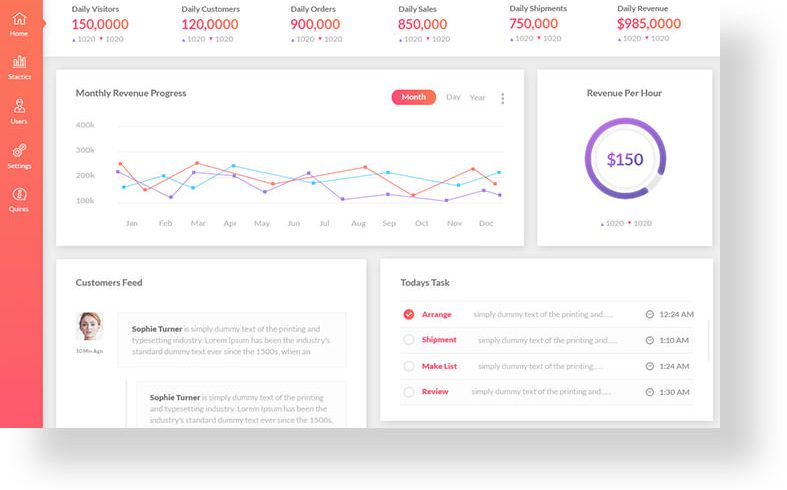 Home
Stactics
Users
Settings
Quires
Daily Visitors
150,0000
1020 1020
Daily Customers
120,0000
1020 1020
Daily Orders
900,000
1020 1020
Daily Sales
850,000
1020 1020
Daily Shipments
750,000
1020 1020
Daily Revenue
$985,0000
1020 1020
Monthly Revenue Progress
Month Day Year
400k
300k
200k
100k
Jan Feb Mar Apr May Jun Jul Aug Sep Oct Nov Doc
Revenue Per Hour
$150
1020 1020
Customers Feed
10 Min Ago
Sophie Turner is simply dummy text of the printing and
typesetting industry. Lorem Ipsum has been the industry's
standard dummy text ever since the 1500s, when an
Sophie Turner is simply dummy text of the printing
and typesetting industry. Lorem Ipsum has been the
industry's standard dummy text ever since the 1500s,
Todays Task
Arrange simply dummy text of the printing and..... 12:24 AM
Shipment simply dummy text of the printing and..... 1:10 AM
Make List simply dummy text of the printing..... 1:24 AM
Review simply dummy text of the printing and..... 1:30 AM